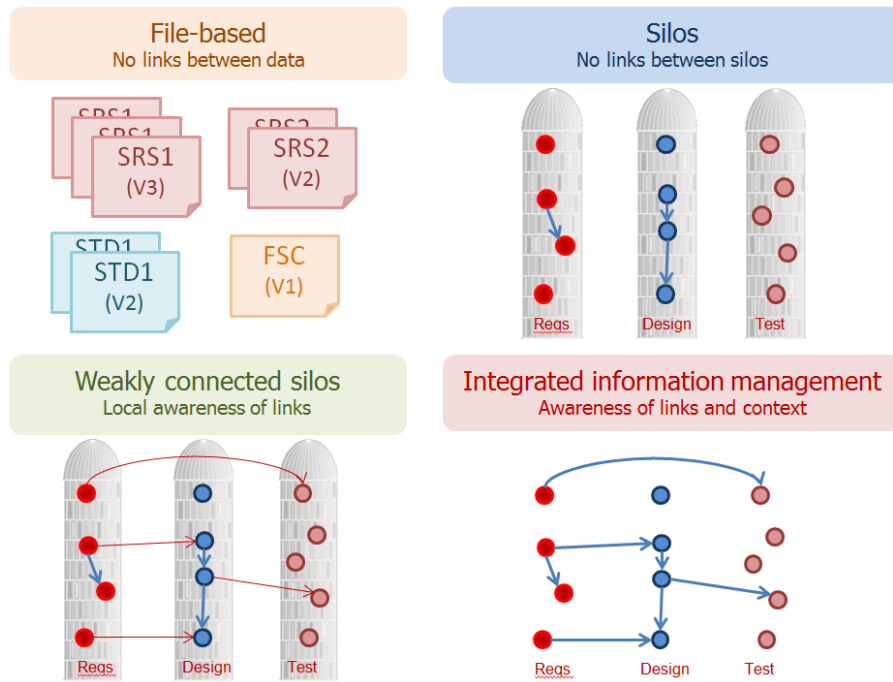 File-based
No links between data
Silos
No links between silos
SRS1
SRS1
SRS1
(V3)
SRS2
SRS2
(V2)
STD1
STD1
(V2)
FSC
(V1)
Reqs
Design
Test
Weakly connected silos
Local awareness of links
Integrated information management
Awareness of links and context
Reqs
Design
Test
Reqs
Design
Test